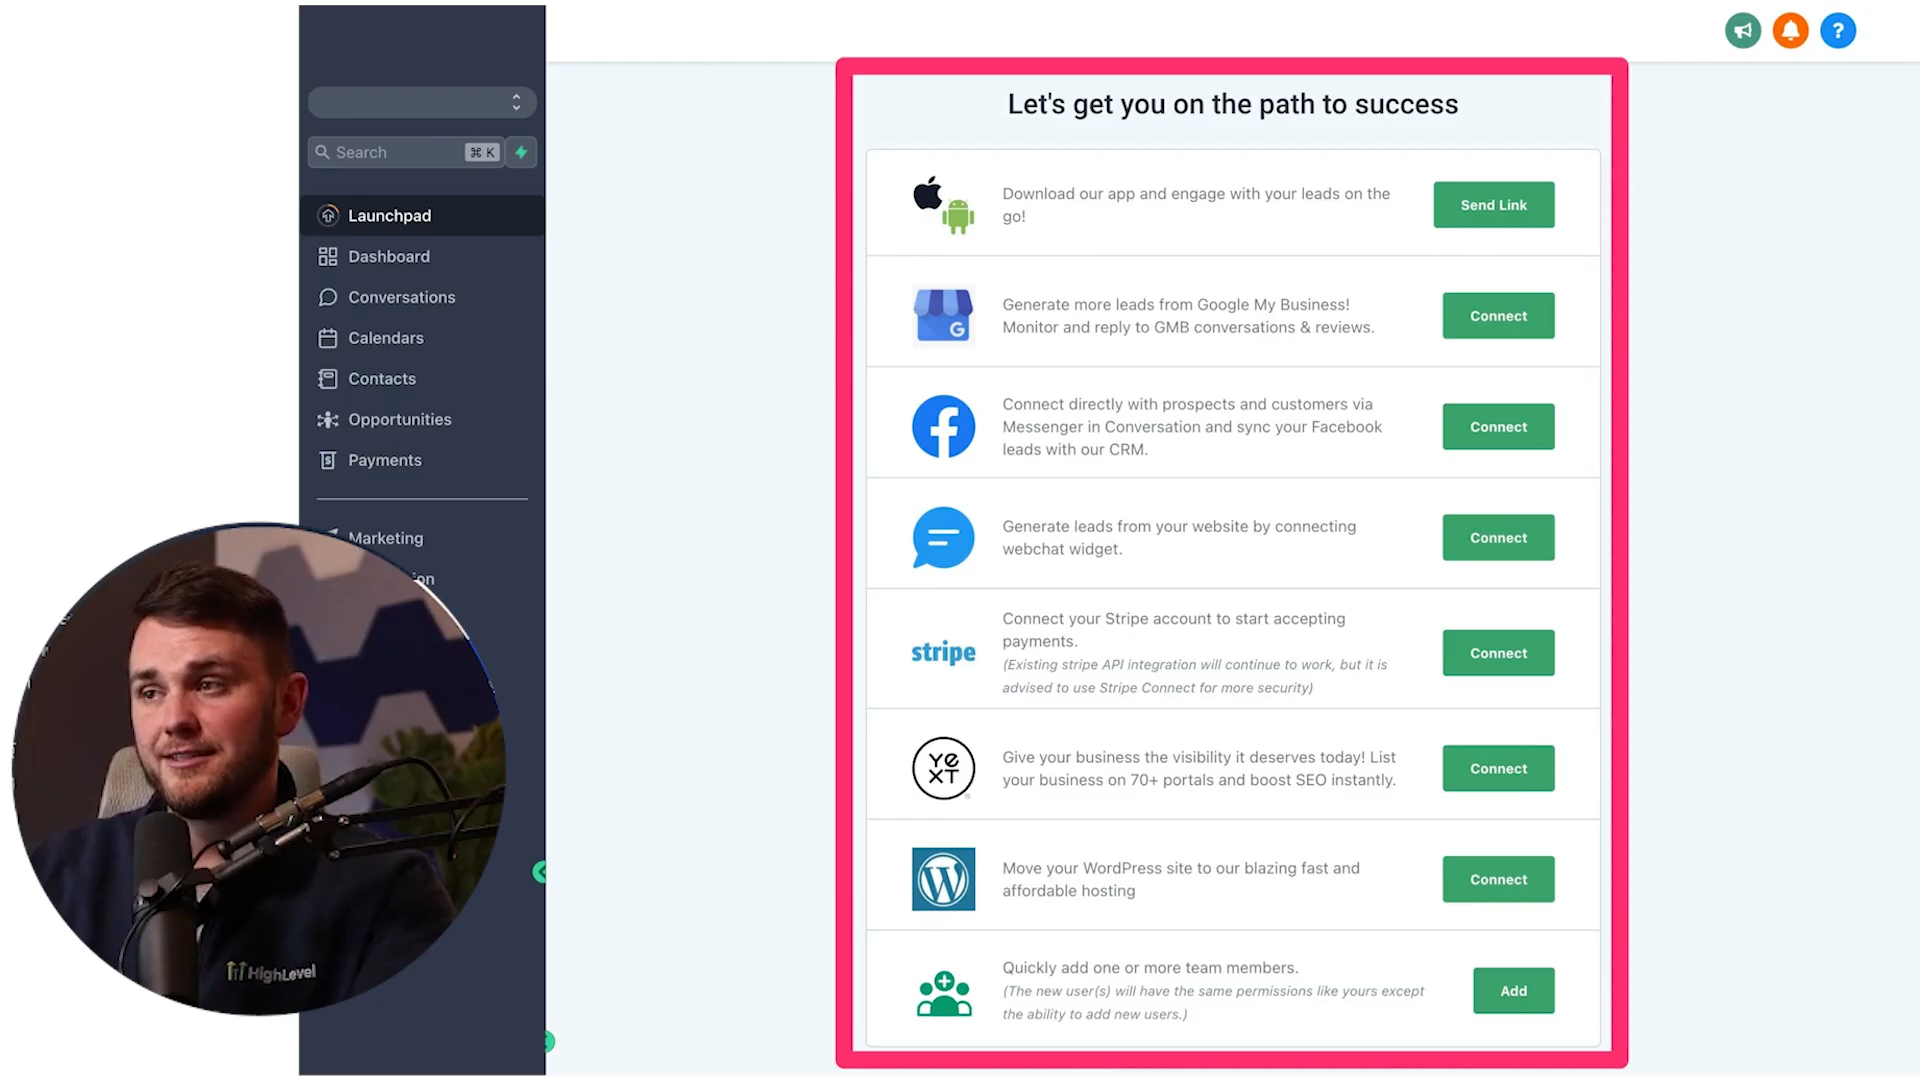 Search
⌘ K
Launchpad
Dashboard
Conversations
Calendars
Contacts
Opportunities
Payments
Marketing
on
HighLevel
?
Let's get you on the path to success
Download our app and engage with your leads on the
go!
Send Link
G
Generate more leads from Google My Business!
Monitor and reply to GMB conversations & reviews.
Connect
Connect directly with prospects and customers via
Messenger in Conversation and sync your Facebook
leads with our CRM.
Connect
Generate leads from your website by connecting
webchat widget.
Connect
stripe
Connect your Stripe account to start accepting
payments.
(Existing stripe API integration will continue to work, but it is
advised to use Stripe Connect for more security)
Connect
YEXT
Give your business the visibility it deserves today! List
your business on 70+ portals and boost SEO instantly.
Connect
Move your WordPress site to our blazing fast and
affordable hosting
Connect
Quickly add one or more team members.
(The new user(s) will have the same permissions like yours except
the ability to add new users.)
Add